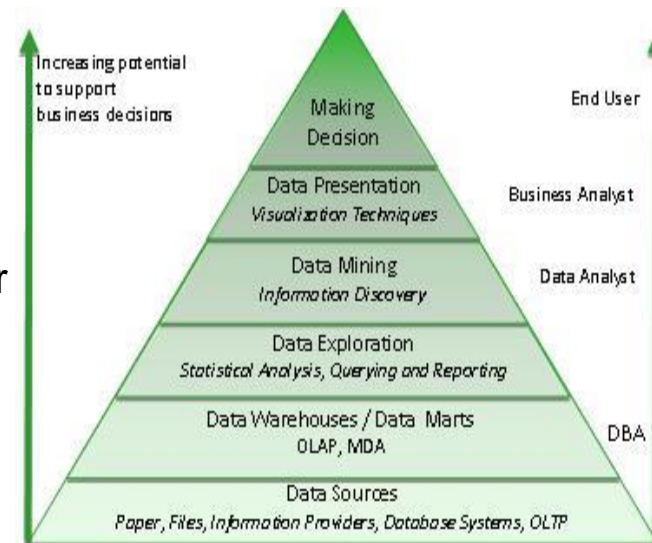 Increasing potential
to support
business decisions
End User
Making
Decision
Data Presentation
Visualization Techniques
Business Analyst
r
Data Mining
Information Discovery
Data Analyst
Data Exploration
Statistical Analysis, Querying and Reporting
Data Warehouses / Data Marts
OLAP, MDA
DBA
Data Sources
Paper, Files, Information Providers, Database Systems, OLTP